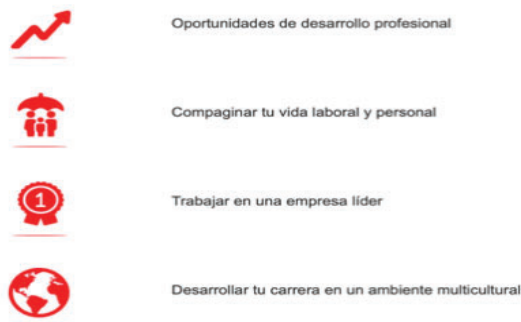 Oportunidades de desarrollo profesional
Compaginar tu vida laboral y personal
1
Trabajar en una empresa líder
Desarrollar tu carrera en un ambiente multicultural